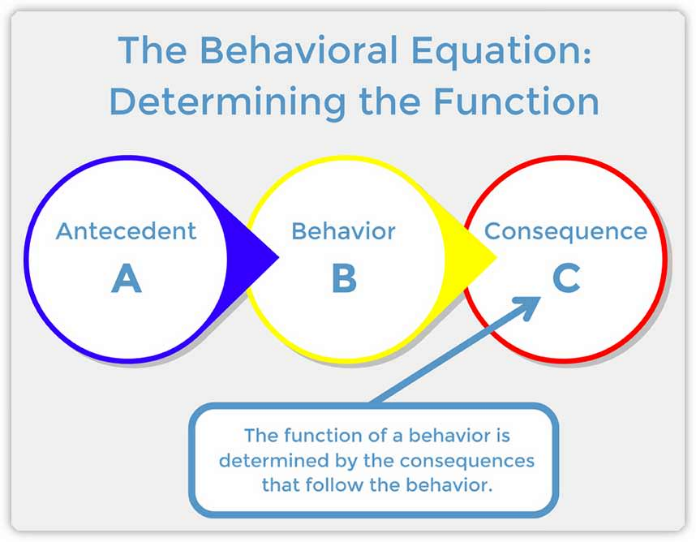 The Behavioral Equation:
Determining the Function
Antecedent
A
Behavior
B
Consequence
C
The function of a behavior is
determined by the consequences
that follow the behavior.